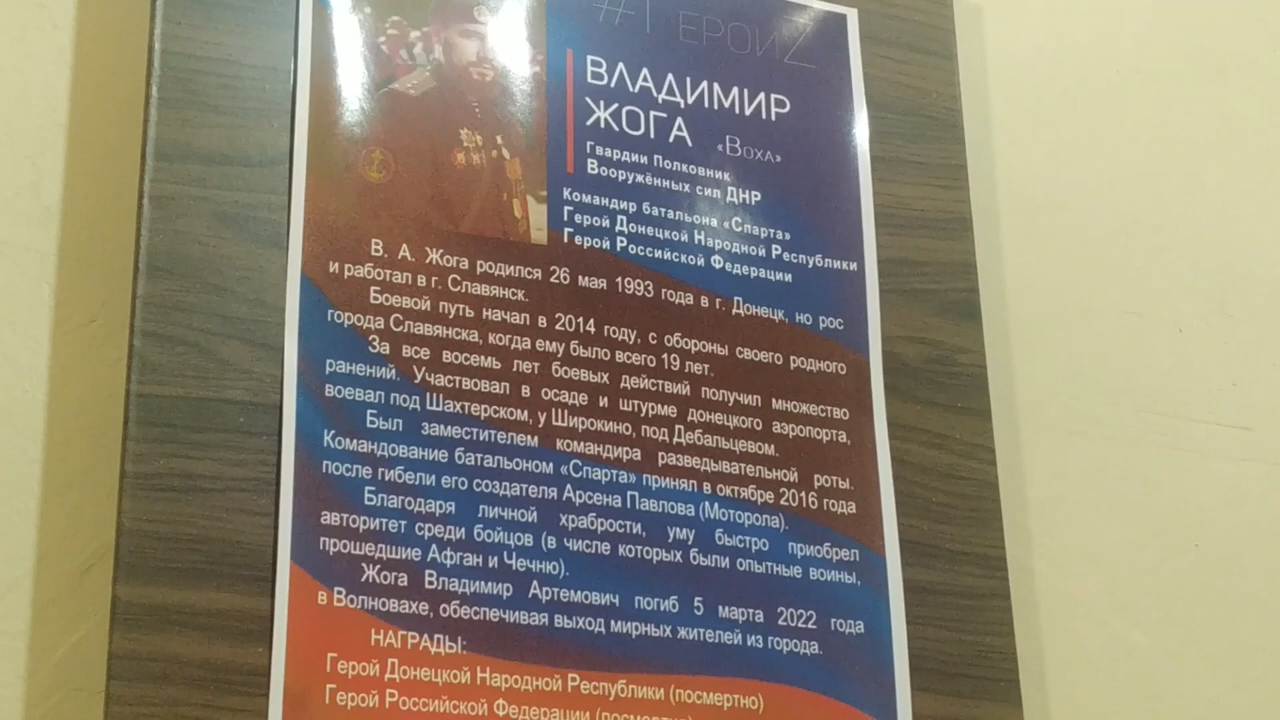 #ГЕРОИZ
ВЛАДИМИР
ЖОГА «ВОХА»
Гвардии Полковник
Вооружённых сил ДНР
Командир батальона «Спарта»
Герой Донецкой Народной Республики
Герой Российской Федерации
В. А. Жога родился 26 мая 1993 года в г. Донецк, но рос
и работал в г. Славянск.
Боевой путь начал в 2014 году, с обороны своего родного
города Славянска, когда ему было всего 19 лет.
За все восемь лет боевых действий получил множество
ранений. Участвовал в осаде и штурме донецкого аэропорта,
воевал под Шахтерском, у Широкино, под Дебальцевом.
Был заместителем командира разведывательной роты.
Командование батальоном «Спарта» принял в октябре 2016 года
после гибели его создателя Арсена Павлова (Моторола).
Благодаря личной храбрости, уму быстро приобрел
авторитет среди бойцов (в числе которых были опытные воины,
прошедшие Афган и Чечню).
Жога Владимир Артемович погиб 5 марта 2022 года
в Волновахе, обеспечивая выход мирных жителей из города.
НАГРАДЫ:
Герой Донецкой Народной Республики (посмертно)
Герой Российской Федерации (посмертно)